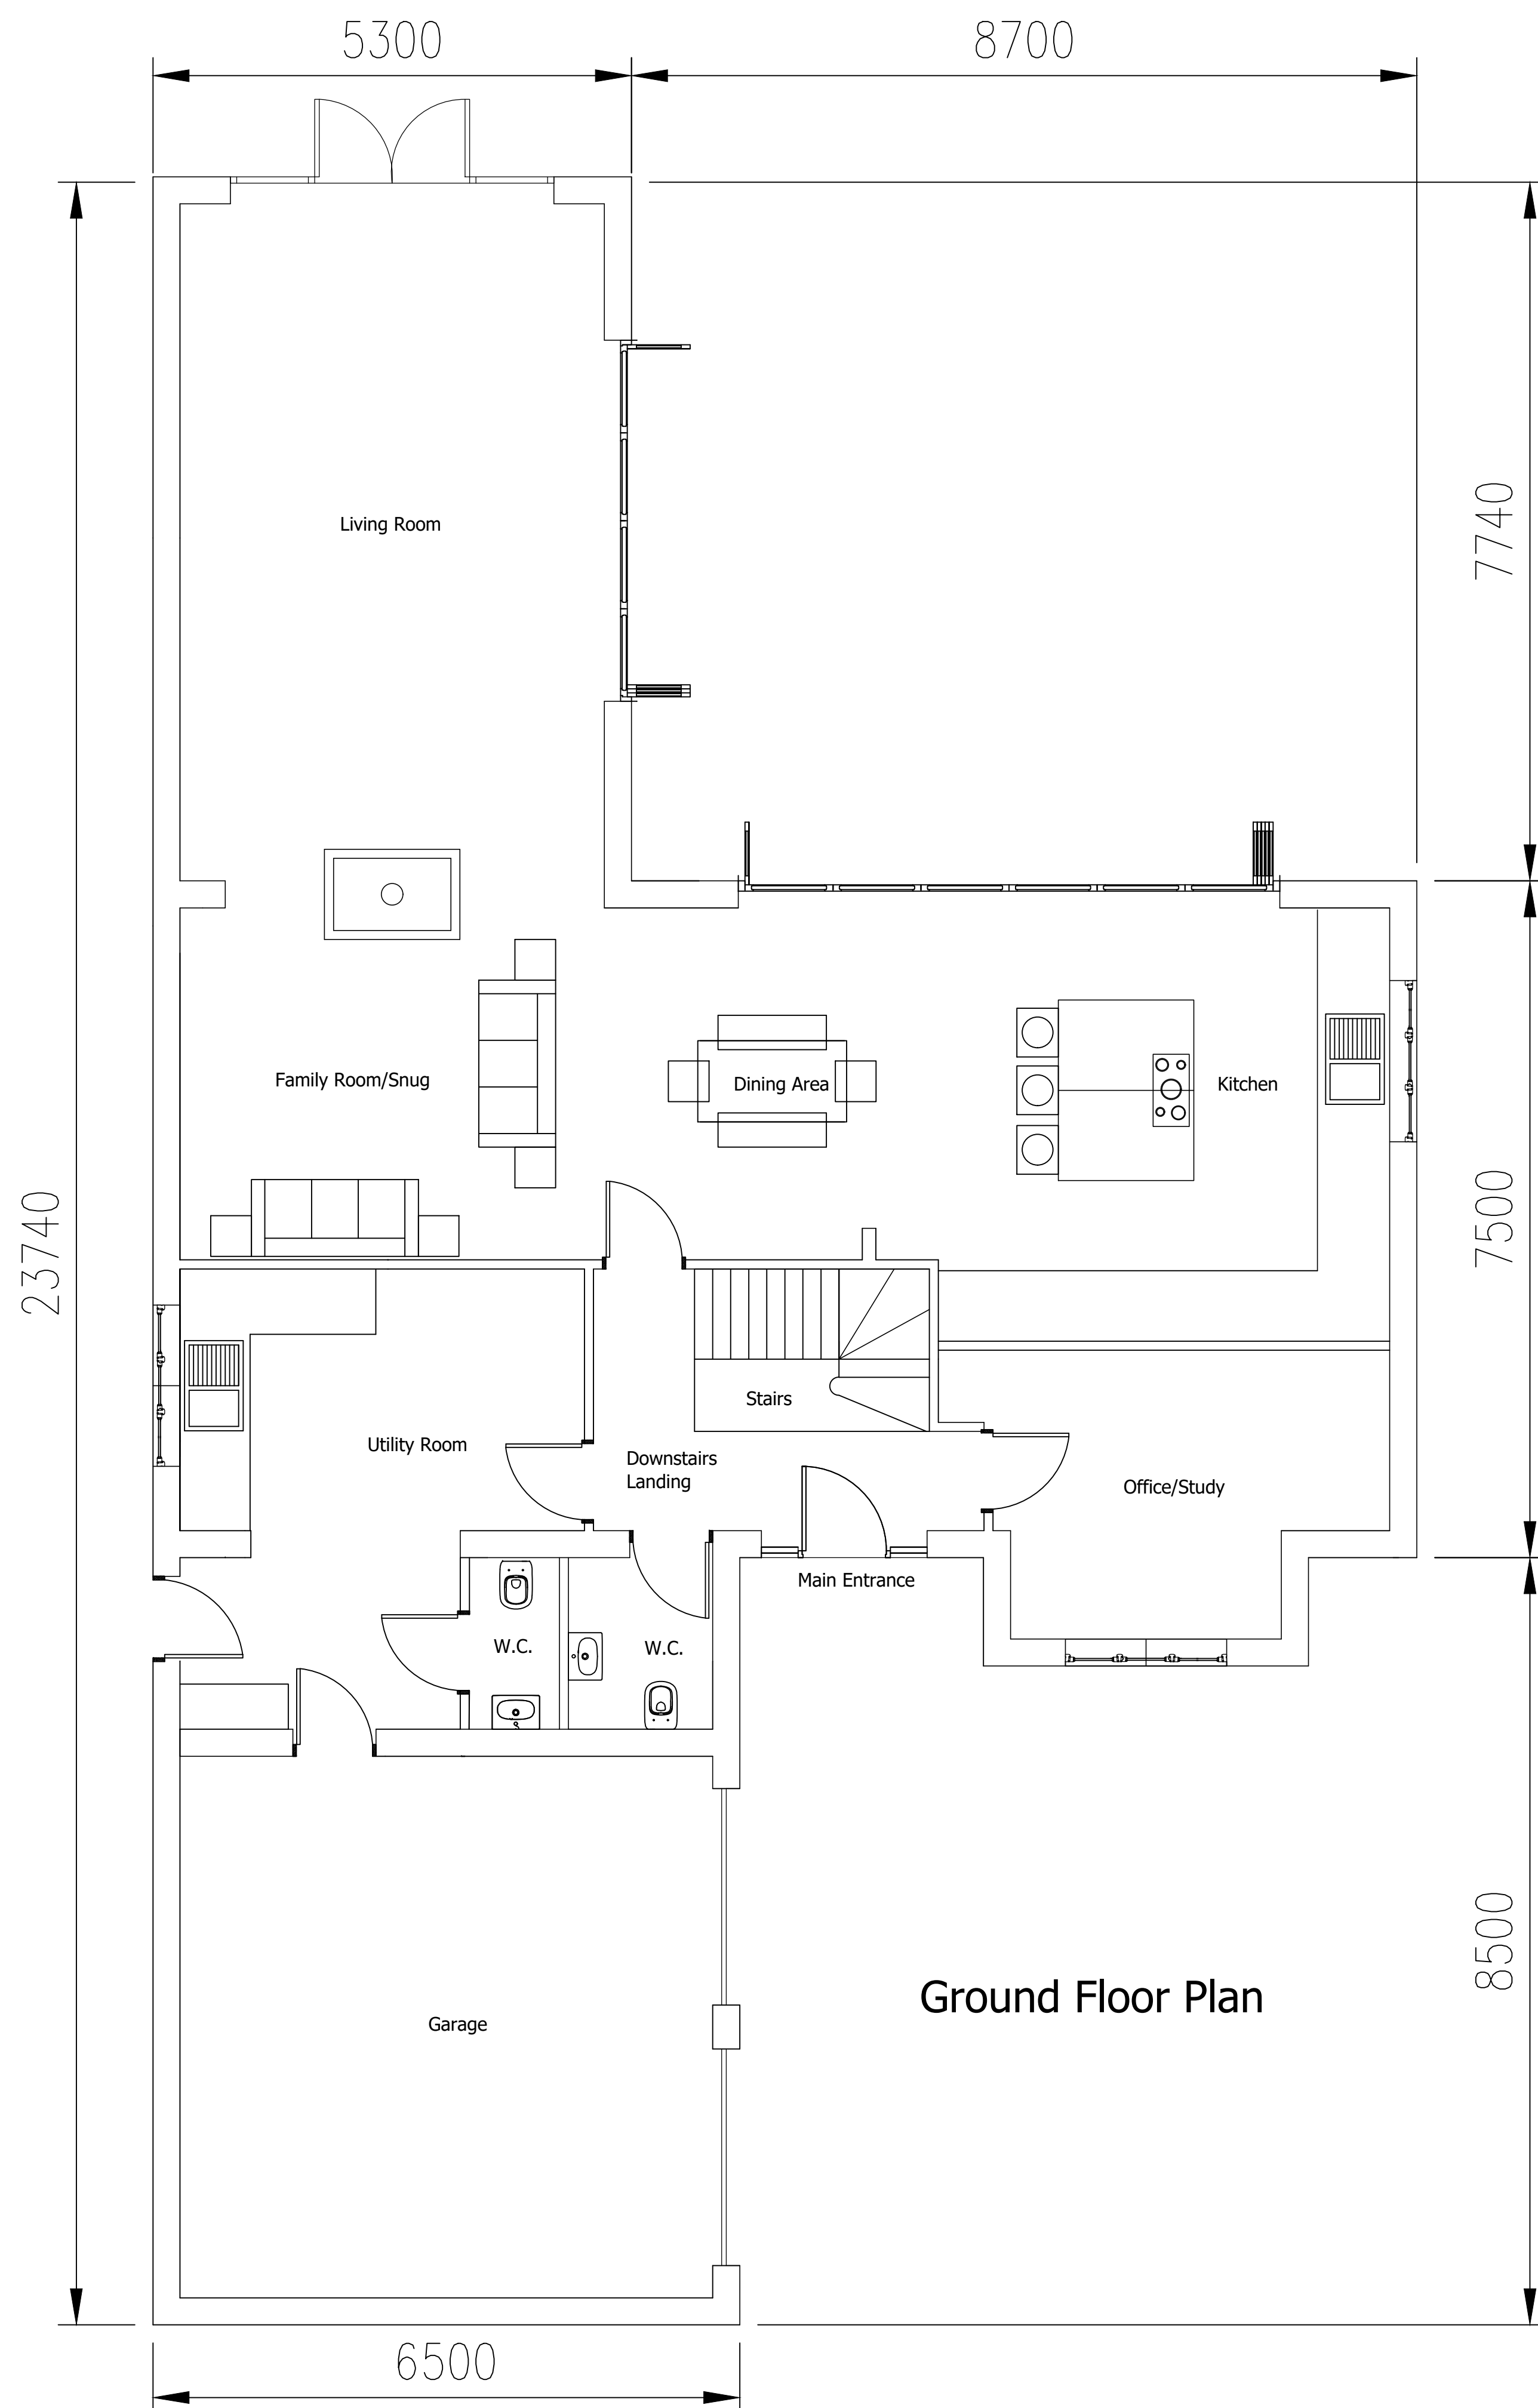 5300
8700
7740
Living Room
Family Room/Snug
Dining Area
Kitchen
23740
7500
Stairs
Utility Room
Downstairs
Landing
Office/Study
Main Entrance
W.C.
W.C.
8500
Ground Floor Plan
Garage
6500